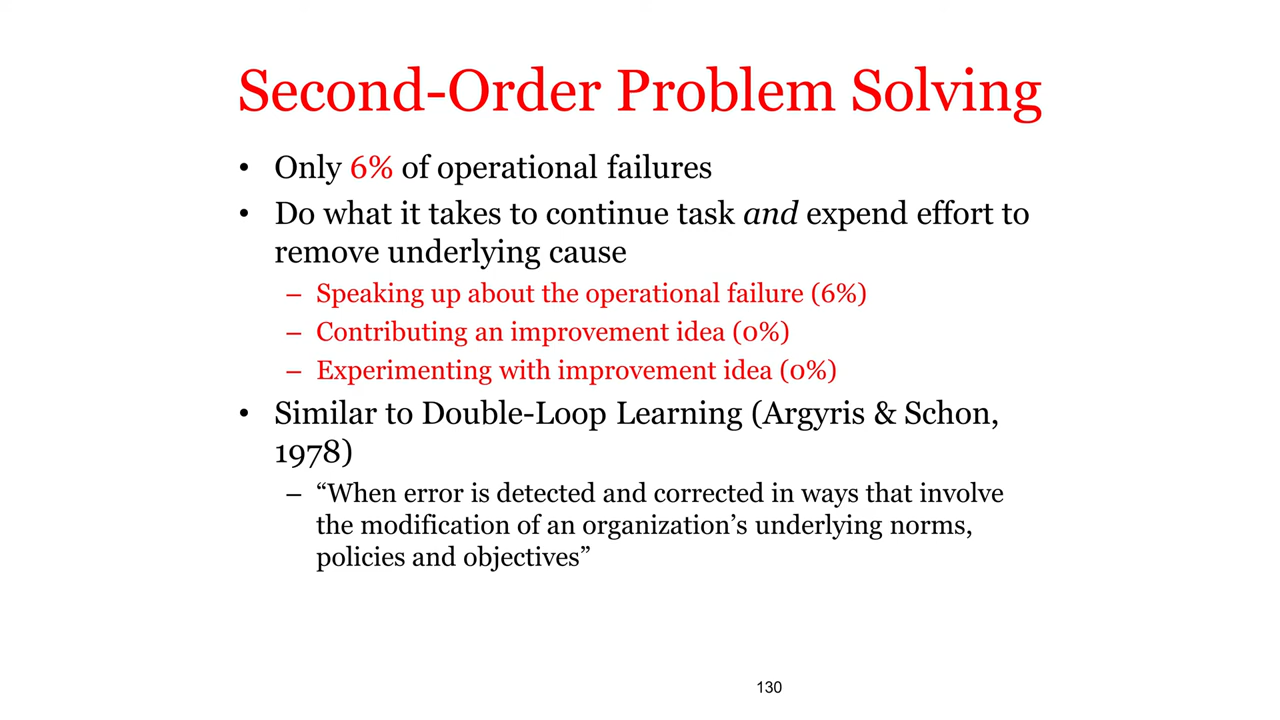 Second-Order Problem Solving
• Only 6% of operational failures
• Do what it takes to continue task and expend effort to
remove underlying cause
– Speaking up about the operational failure (6%)
– Contributing an improvement idea (0%)
– Experimenting with improvement idea (0%)
• Similar to Double-Loop Learning (Argyris & Schon,
1978)
– “When error is detected and corrected in ways that involve
the modification of an organization’s underlying norms,
policies and objectives”
130